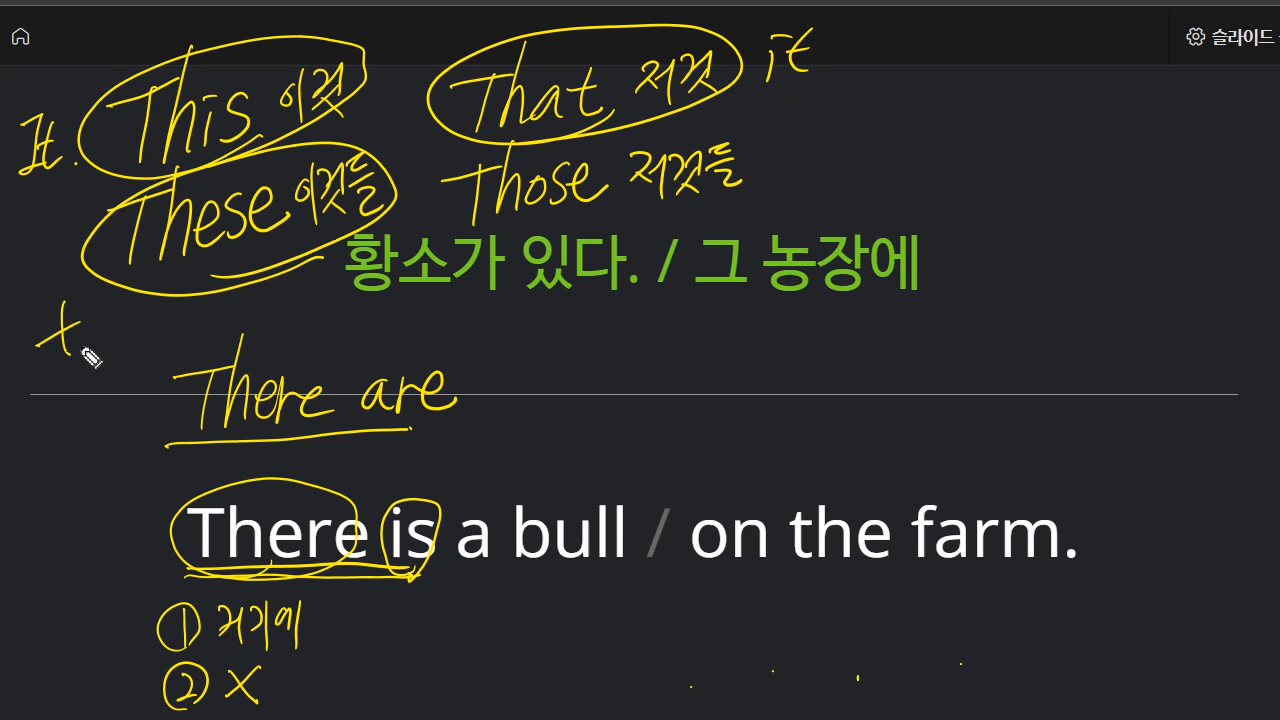 슬라이드
It. This 이것 That 저것 it
These 이것들 Those 저것들
황소가 있다. / 그 농장에
There are
There is a bull / on the farm.
① 거기에
② X